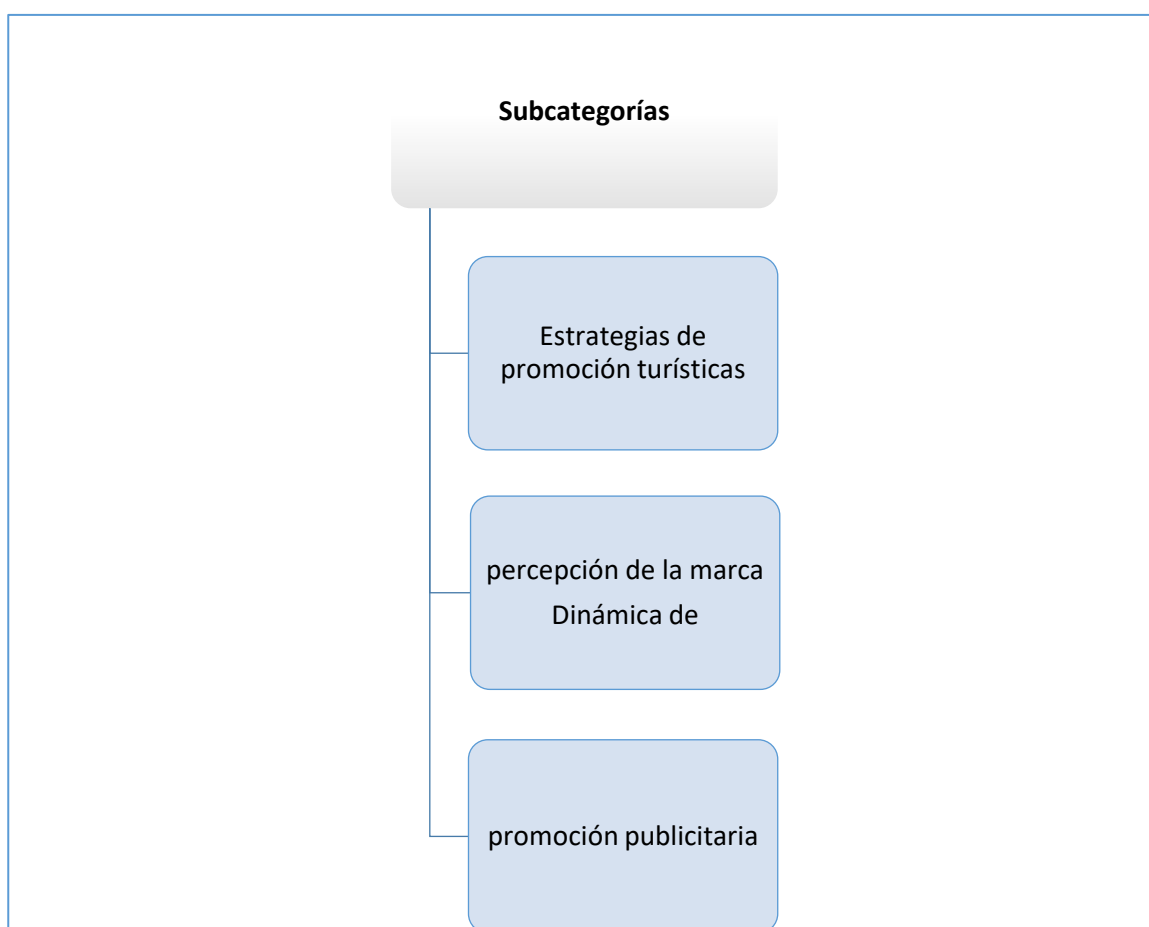 Subcategorías
Estrategias de
promoción turísticas
percepción de la marca
Dinámica de
promoción publicitaria